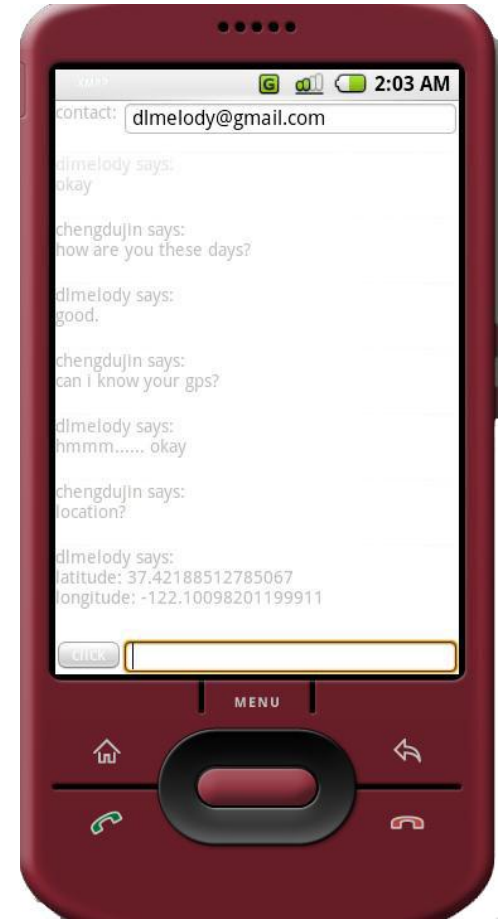 XMPP
G 2:03 AM
contact: dlmelody@gmail.com
dlmelody says:
okay
chengdujin says:
how are you these days?
dlmelody says:
good.
chengdujin says:
can i know your gps?
dlmelody says:
hmmm...... okay
chengdujin says:
location?
dlmelody says:
latitude: 37.42188512785067
longitude: -122.10098201199911
click
MENU